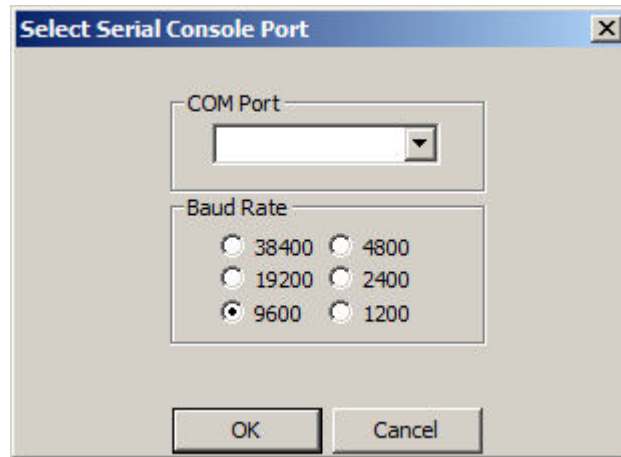 Select Serial Console Port
COM Port
Baud Rate
38400 4800
19200 2400
9600 1200
OK Cancel